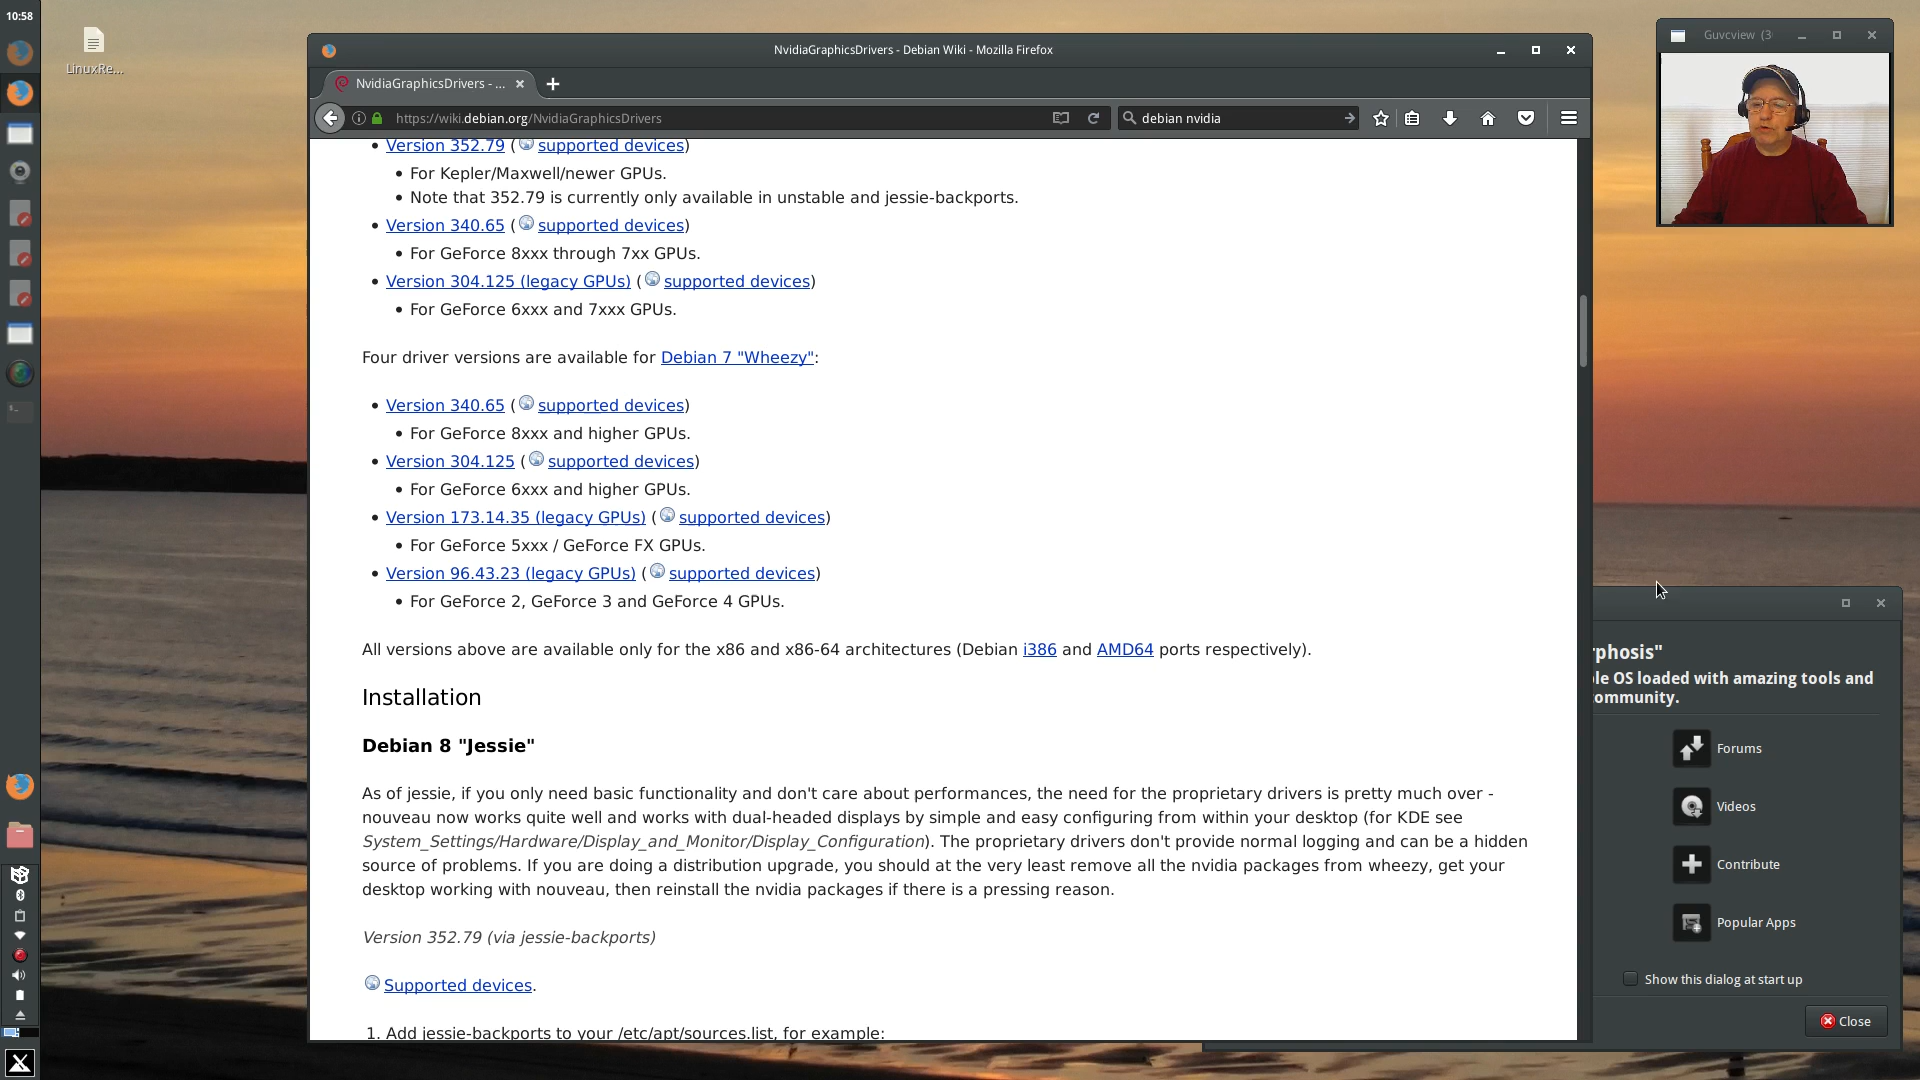 10:58
LinuxRe...
NvidiaGraphicsDrivers - Debian Wiki - Mozilla Firefox
NvidiaGraphicsDrivers - ...
https://wiki.debian.org/NvidiaGraphicsDrivers
debian nvidia
Guvcview (3
• Version 352.79 ( supported devices)
• For Kepler/Maxwell/newer GPUs.
• Note that 352.79 is currently only available in unstable and jessie-backports.
• Version 340.65 ( supported devices)
• For GeForce 8xxx through 7xx GPUs.
• Version 304.125 (legacy GPUs) ( supported devices)
• For GeForce 6xxx and 7xxx GPUs.
Four driver versions are available for Debian 7 "Wheezy":
• Version 340.65 ( supported devices)
• For GeForce 8xxx and higher GPUs.
• Version 304.125 ( supported devices)
• For GeForce 6xxx and higher GPUs.
• Version 173.14.35 (legacy GPUs) ( supported devices)
• For GeForce 5xxx / GeForce FX GPUs.
• Version 96.43.23 (legacy GPUs) ( supported devices)
• For GeForce 2, GeForce 3 and GeForce 4 GPUs.
All versions above are available only for the x86 and x86-64 architectures (Debian i386 and AMD64 ports respectively).
Installation
Debian 8 "Jessie"
As of jessie, if you only need basic functionality and don't care about performances, the need for the proprietary drivers is pretty much over -
nouveau now works quite well and works with dual-headed displays by simple and easy configuring from within your desktop (for KDE see
System_Settings/Hardware/Display_and_Monitor/Display_Configuration). The proprietary drivers don't provide normal logging and can be a hidden
source of problems. If you are doing a distribution upgrade, you should at the very least remove all the nvidia packages from wheezy, get your
desktop working with nouveau, then reinstall the nvidia packages if there is a pressing reason.
Version 352.79 (via jessie-backports)
Supported devices.
1. Add jessie-backports to your /etc/apt/sources.list, for example:
rphosis"
le OS loaded with amazing tools and
ommunity.
Forums
Videos
Contribute
Popular Apps
Show this dialog at start up
Close